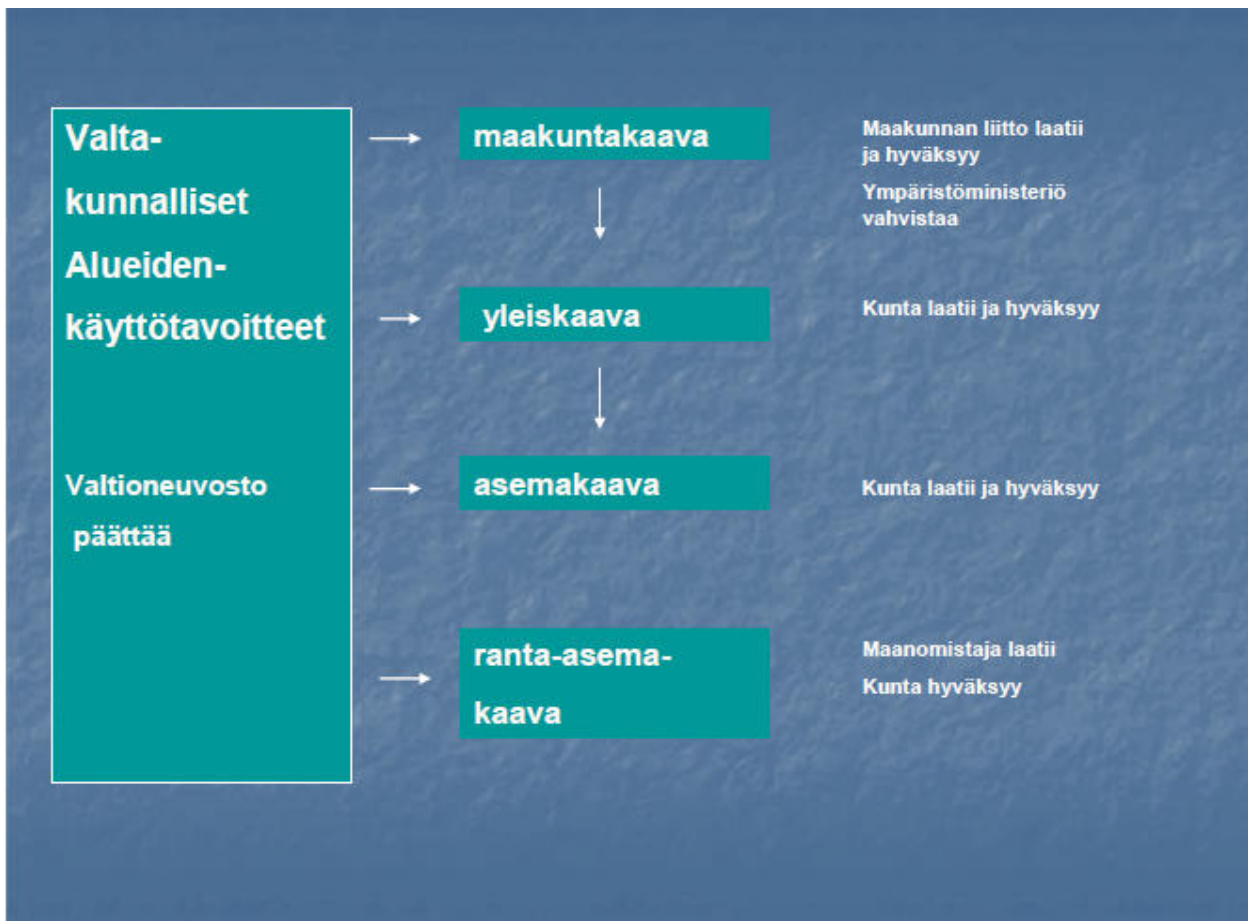 Valta-
kunnalliset
Alueiden-
käyttötavoitteet
Valtioneuvosto
päättää
maakuntakaava
Maakunnan liitto laatii
ja hyväksyy
Ympäristöministeriö
vahvistaa
yleiskaava
Kunta laatii ja hyväksyy
asemakaava
Kunta laatii ja hyväksyy
ranta-asema-
kaava
Maanomistaja laatii
Kunta hyväksyy